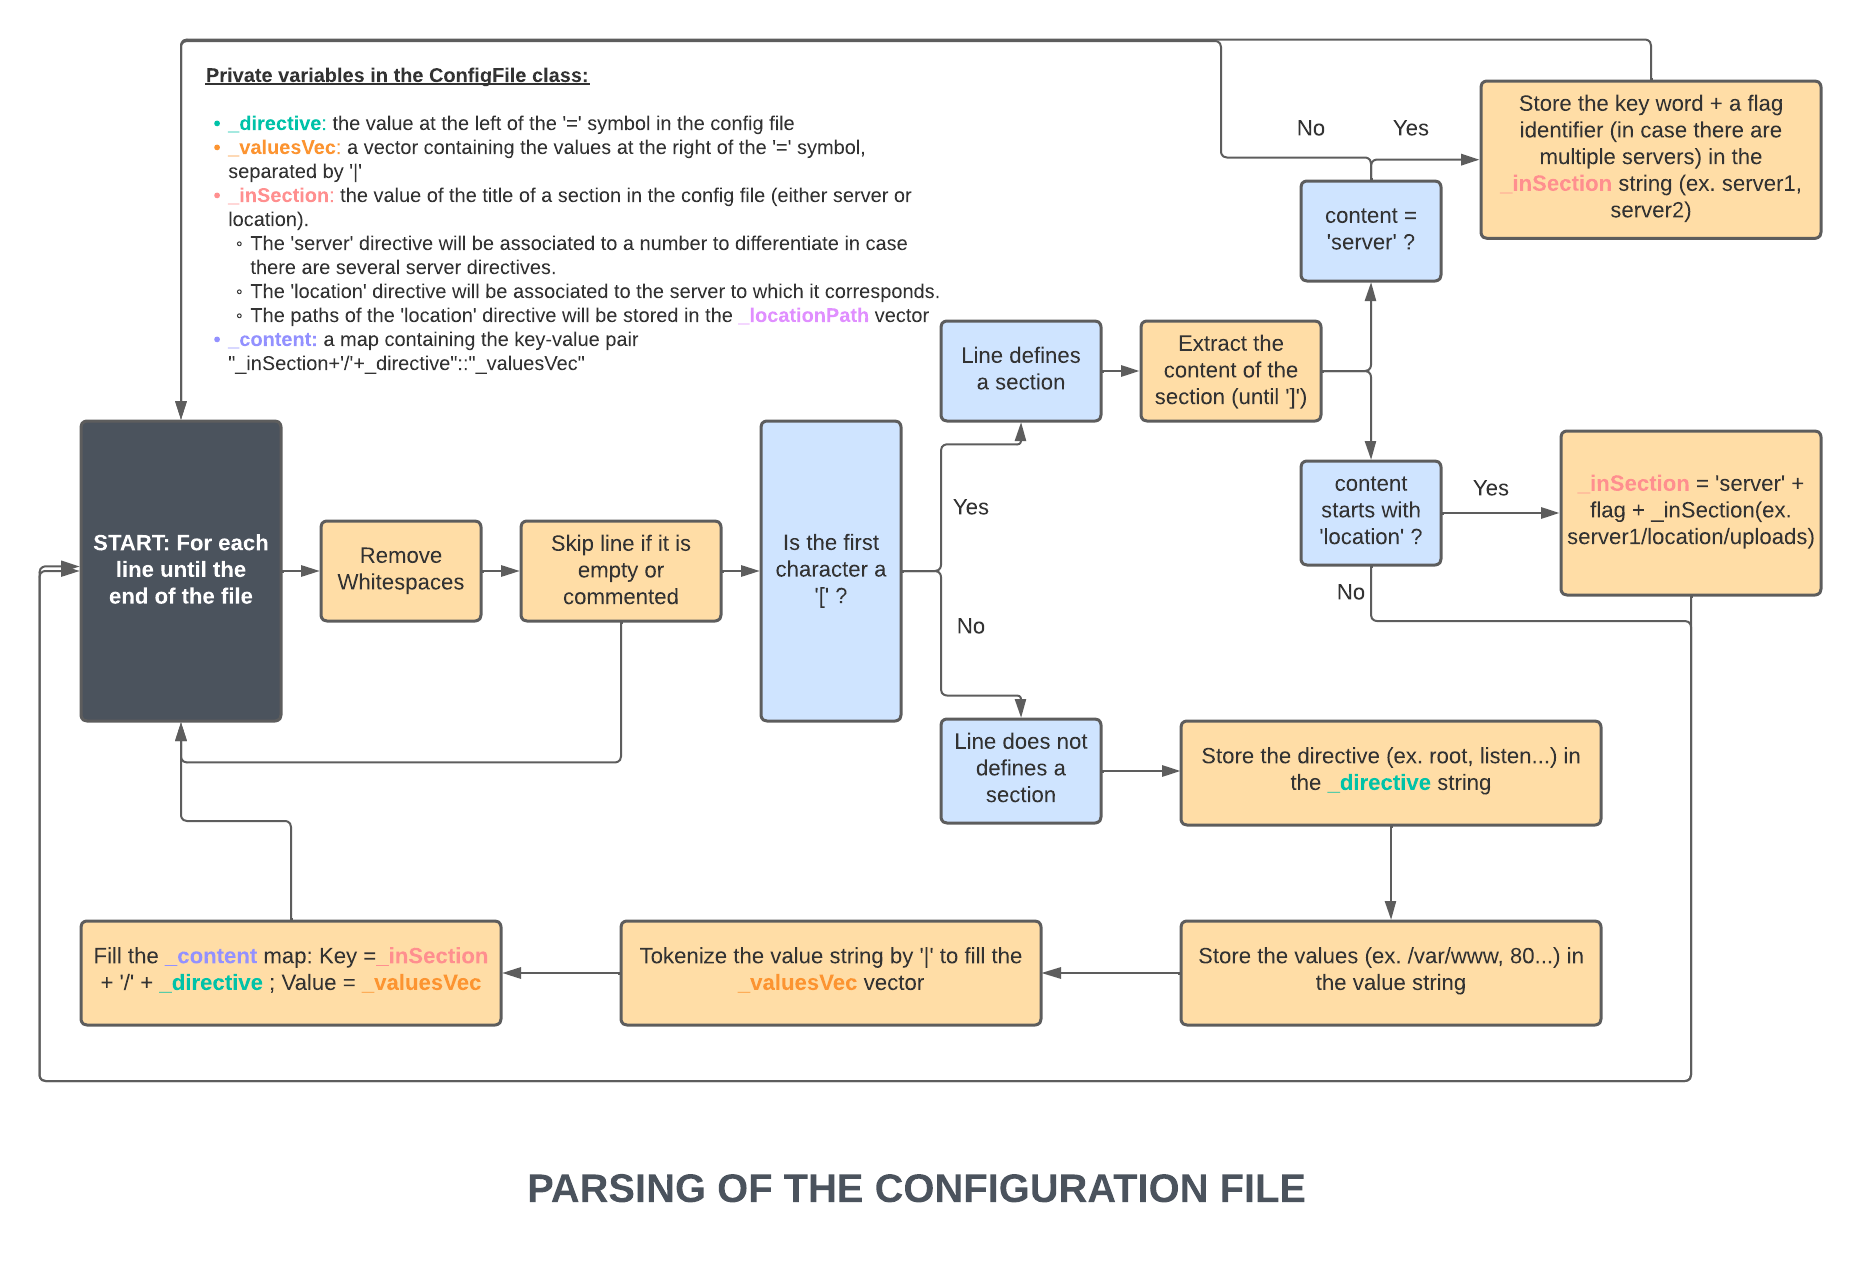 Private variables in the ConfigFile class:
• _directive: the value at the left of the '=' symbol in the config file
• _valuesVec: a vector containing the values at the right of the '=' symbol,
separated by '|'
• _inSection: the value of the title of a section in the config file (either server or
location).
◦ The 'server' directive will be associated to a number to differentiate in case
there are several server directives.
◦ The 'location' directive will be associated to the server to which it corresponds.
◦ The paths of the 'location' directive will be stored in the _locationPath vector
• _content: a map containing the key-value pair
"_inSection+'/'+_directive"::"_valuesVec"
No
Yes
Store the key word + a flag
identifier (in case there are
multiple servers) in the
_inSection string (ex. server1,
server2)
content =
'server' ?
Line defines
a section
Extract the
content of the
section (until ']')
content
starts with
'location' ?
Yes
_inSection = 'server' +
flag + _inSection(ex.
server1/location/uploads)
No
START: For each
line until the
end of the file
Remove
Whitespaces
Skip line if it is
empty or
commented
Is the first
character a
'[' ?
Yes
No
Line does not
defines a
section
Store the directive (ex. root, listen...) in
the _directive string
Store the values (ex. /var/www, 80...) in
the value string
Tokenize the value string by '|' to fill the
_valuesVec vector
Fill the _content map: Key =_inSection
+ '/' + _directive ; Value = _valuesVec
PARSING OF THE CONFIGURATION FILE